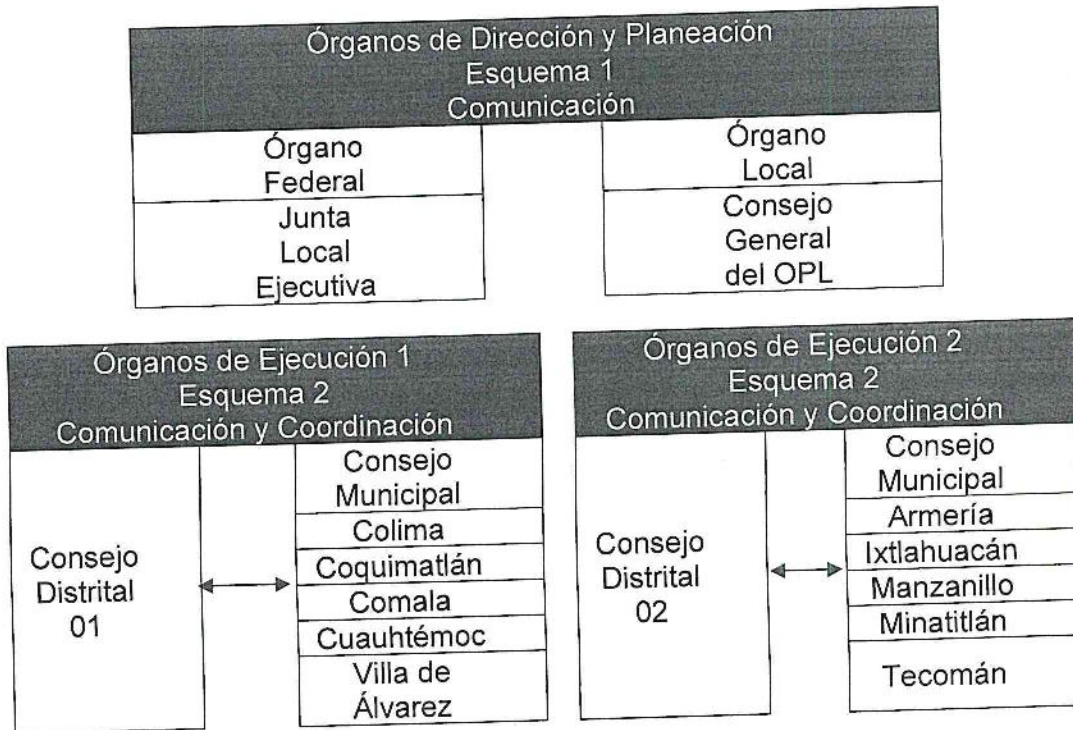 Órganos de Dirección y Planeación
Esquema 1
Comunicación
Órgano
Federal
Órgano
Local
Junta
Local
Ejecutiva
Consejo
General
del OPL
Órganos de Ejecución 1
Esquema 2
Comunicación y Coordinación
Consejo
Distrital
01
Consejo
Municipal
Colima
Coquimatlán
Comala
Cuauhtémoc
Villa de
Álvarez
Órganos de Ejecución 2
Esquema 2
Comunicación y Coordinación
Consejo
Distrital
02
Consejo
Municipal
Armería
Ixtlahuacán
Manzanillo
Minatitlán
Tecomán